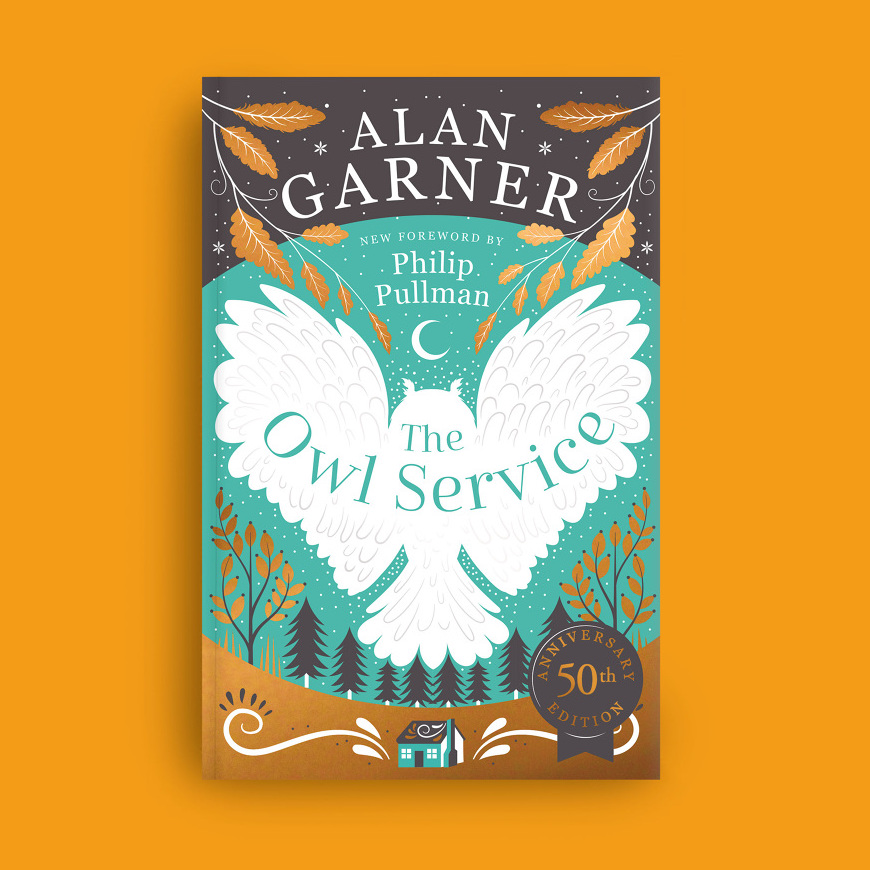 ALAN
GARNER
NEW FOREWORD BY
Philip
Pullman
The
Owl Service
ANNIVERSARY
50th
EDITION